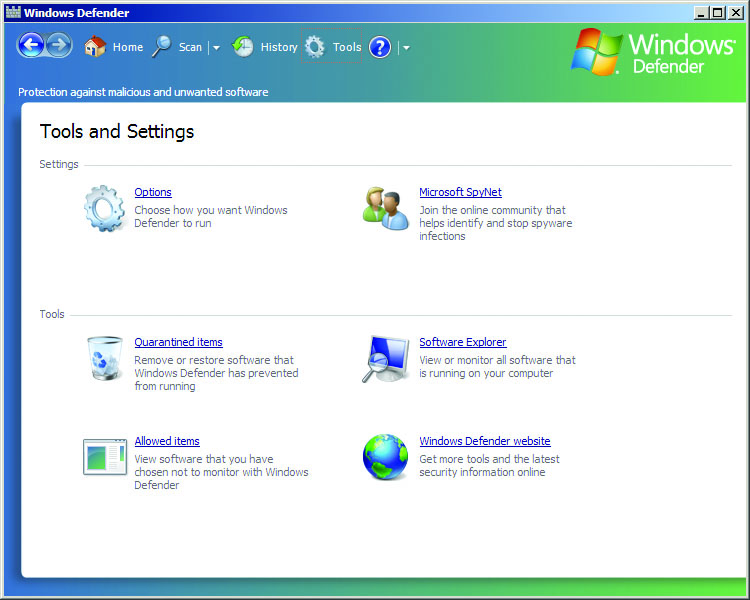 Windows Defender
Home Scan History Tools ?
Windows Defender
Protection against malicious and unwanted software
Tools and Settings
Settings
Options
Choose how you want Windows
Defender to run
Microsoft SpyNet
Join the online community that
helps identify and stop spyware
infections
Tools
Quarantined items
Remove or restore software that
Windows Defender has prevented
from running
Software Explorer
View or monitor all software that
is running on your computer
Allowed items
View software that you have
chosen not to monitor with Windows
Defender
Windows Defender website
Get more tools and the latest
security information online